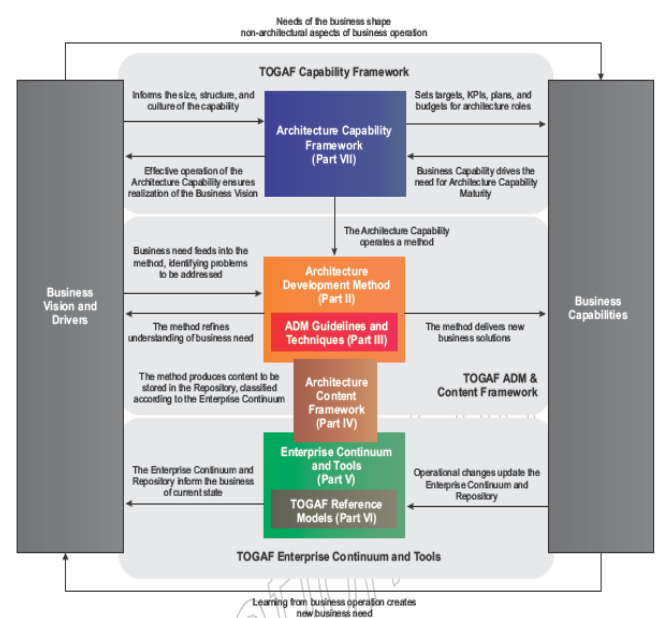 Needs of the business shape
non-architectural aspects of business operation
TOGAF Capability Framework
Informs the size, structure, and
culture of the capability
Sets targets, KPIs, plans, and
budgets for architecture roles
Architecture Capability
Framework
(Part VII)
Effective operation of the
Architecture Capability ensures
realization of the Business Vision
Business Capability drives the
need for Architecture Capability
Maturity
The Architecture Capability
operates a method
Business need feeds into the
method, identifying problems
to be addressed
Architecture
Development Method
(Part II)
Business
Vision and
Drivers
Business
Capabilities
ADM Guidelines and
Techniques (Part III)
The method refines
understanding of business need
The method delivers new
business solutions
The method produces content to be
stored in the Repository, classified
according to the Enterprise Continuum
Architecture
Content
Framework
(Part IV)
TOGAF ADM &
Content Framework
Enterprise Continuum
and Tools
(Part V)
The Enterprise Continuum and
Repository inform the business
of current state
Operational changes update the
Enterprise Continuum and
Repository
TOGAF Reference
Models (Part VI)
TOGAF Enterprise Continuum and Tools
Learning from business operation creates
new business need